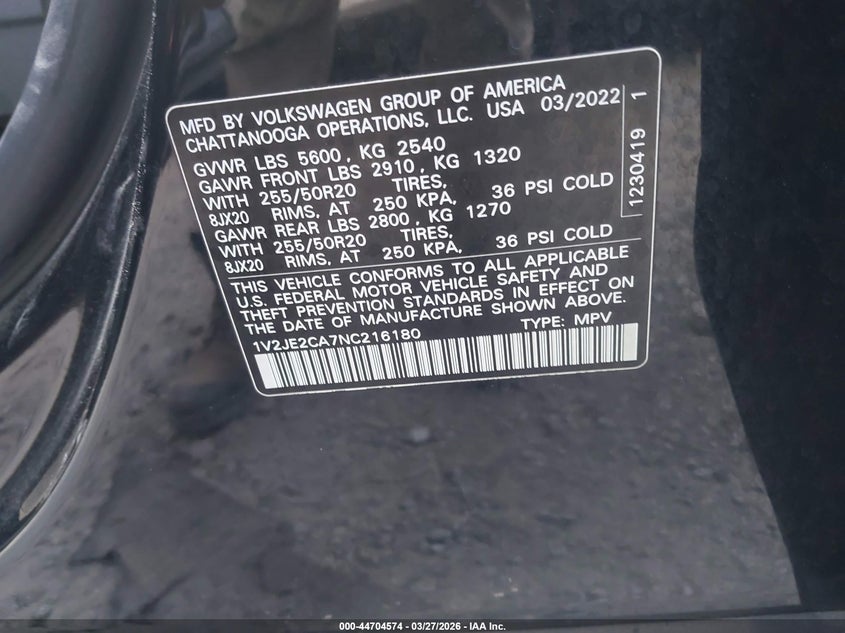 MFD BY VOLKSWAGEN GROUP OF AMERICA
CHATTANOOGA OPERATIONS, LLC. USA 03/2022
GVWR LBS 5600, KG 2540
GAWR FRONT LBS 2910, KG 1320
WITH 255/50R20 TIRES,
8JX20 RIMS, AT 250 KPA, 36 PSI COLD
GAWR REAR LBS 2800, KG 1270
WITH 255/50R20 TIRES,
8JX20 RIMS, AT 250 KPA, 36 PSI COLD
1230419 1
THIS VEHICLE CONFORMS TO ALL APPLICABLE
U.S. FEDERAL MOTOR VEHICLE SAFETY AND
THEFT PREVENTION STANDARDS IN EFFECT ON
THE DATE OF MANUFACTURE SHOWN ABOVE.
1V2JE2CA7NC216180 TYPE: MPV
000-44704574 | 03/27/2026 | IAA Inc.